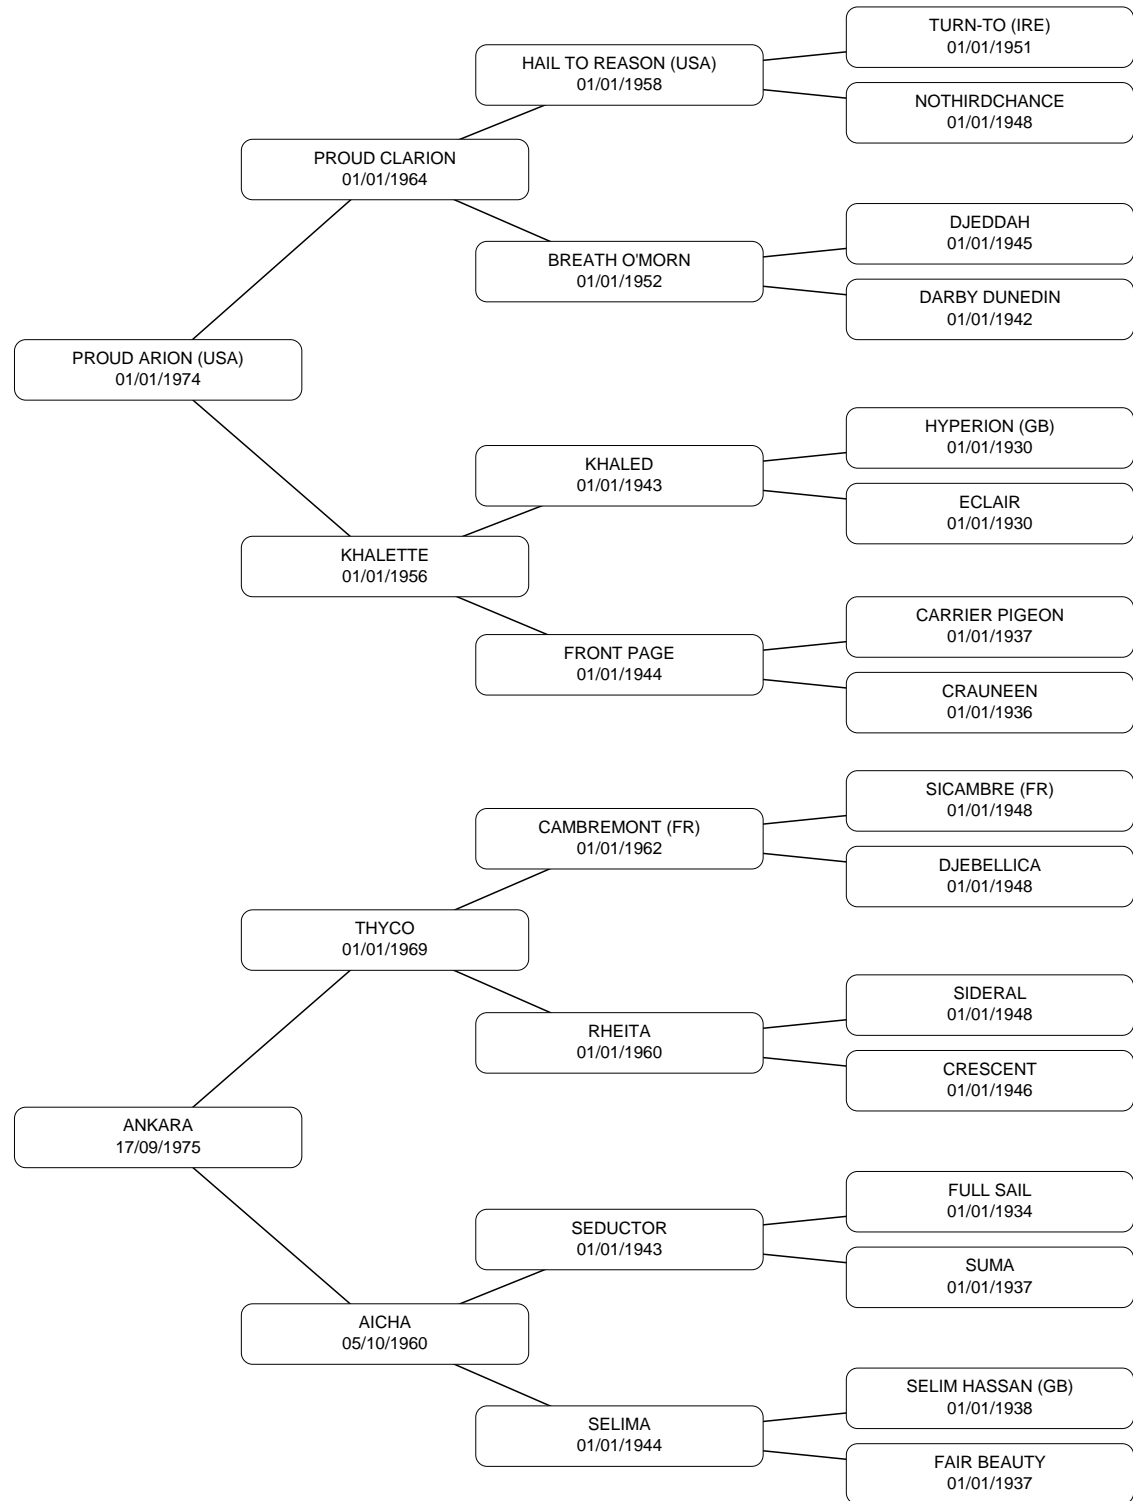 TURN-TO (IRE)
01/01/1951
HAIL TO REASON (USA)
01/01/1958
NOTHIRDCHANCE
01/01/1948
PROUD CLARION
01/01/1964
DJEDDAH
01/01/1945
BREATH O'MORN
01/01/1952
DARBY DUNEDIN
01/01/1942
PROUD ARION (USA)
01/01/1974
HYPERION (GB)
01/01/1930
KHALED
01/01/1943
ECLAIR
01/01/1930
KHALETTE
01/01/1956
CARRIER PIGEON
01/01/1937
FRONT PAGE
01/01/1944
CRAUNEEN
01/01/1936
SICAMBRE (FR)
01/01/1948
CAMBREMONT (FR)
01/01/1962
DJEBELLICA
01/01/1948
THYCO
01/01/1969
SIDERAL
01/01/1948
RHEITA
01/01/1960
CRESCENT
01/01/1946
ANKARA
17/09/1975
FULL SAIL
01/01/1934
SEDUCTOR
01/01/1943
SUMA
01/01/1937
AICHA
05/10/1960
SELIM HASSAN (GB)
01/01/1938
SELIMA
01/01/1944
FAIR BEAUTY
01/01/1937